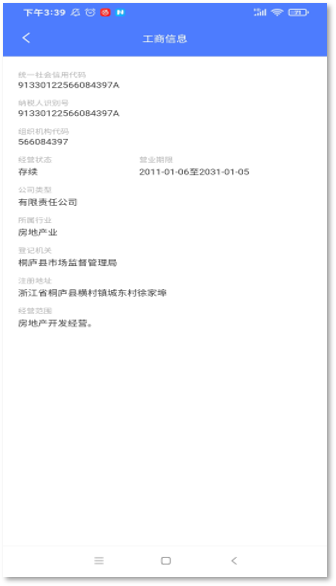 下午3:39
工商信息
统一社会信用代码
91330122566084397A
纳税人识别号
91330122566084397A
组织机构代码
566084397
经营状态 营业期限
存续 2011-01-06至2031-01-05
公司类型
有限责任公司
所属行业
房地产业
登记机关
桐庐县市场监督管理局
注册地址
浙江省桐庐县横村镇城东村徐家埠
经营范围
房地产开发经营。